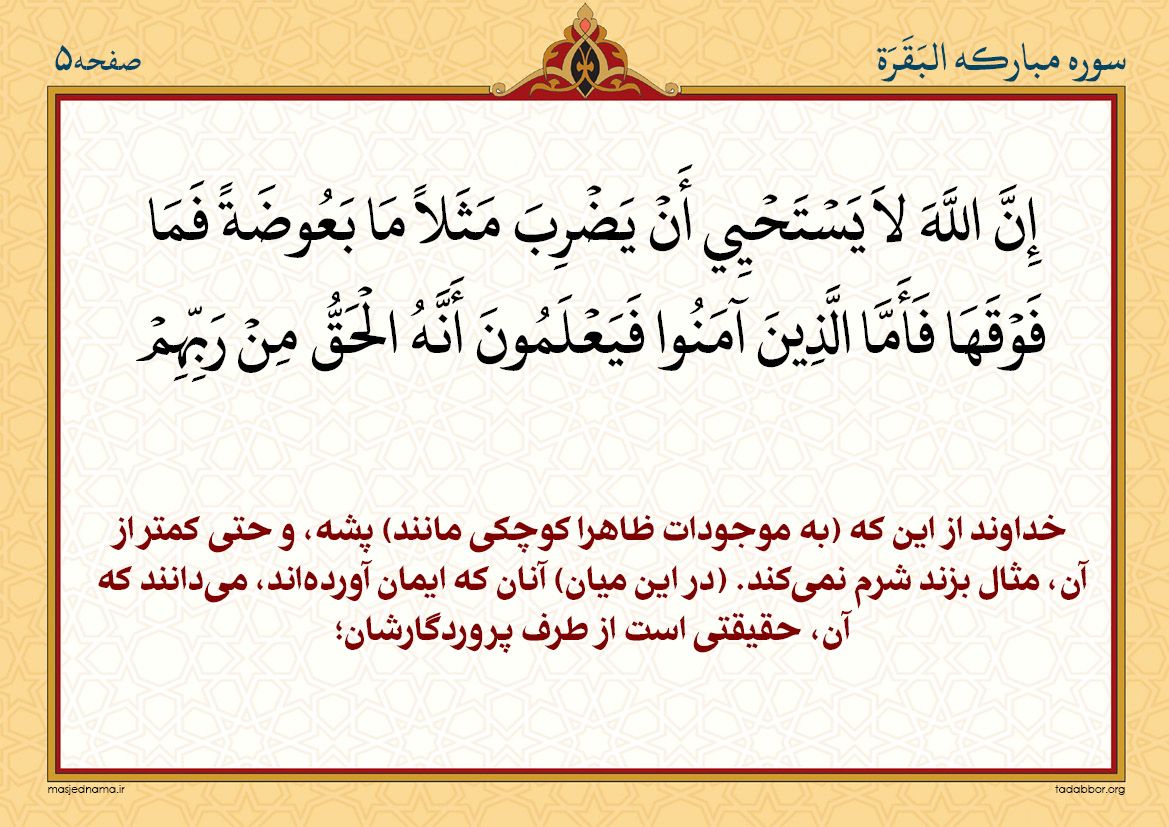 سوره مبارکه البَقَرَة
صفحه۵
إِنَّ اللَّهَ لاَ يَسْتَحْيِي أَنْ يَضْرِبَ مَثَلاً مَا بَعُوضَةً فَمَا
فَوْقَهَا فَأَمَّا الَّذِينَ آمَنُوا فَيَعْلَمُونَ أَنَّهُ الْحَقُّ مِنْ رَبِّهِمْ
خداوند از این که (به موجودات ظاهرا کوچکی مانند) پشه، و حتی کمتر از
آن، مثال بزند شرم نمی‌کند. (در این میان) آنان که ایمان آورده‌اند، می‌دانند که
آن، حقیقتی است از طرف پروردگارشان؛
masjednama.ir
tadabbor.org